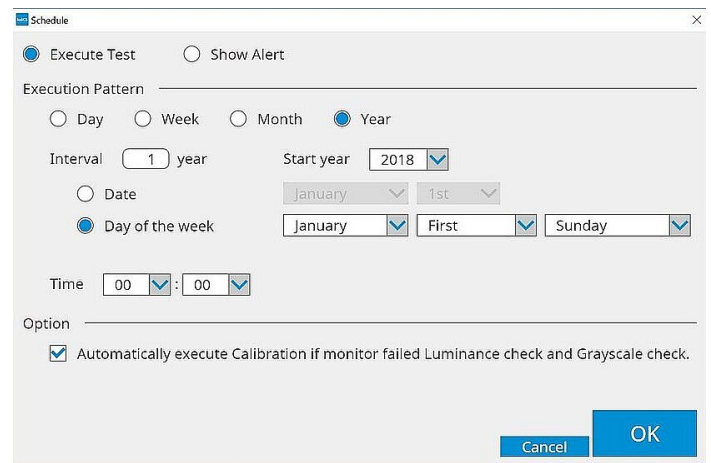 Schedule
Execute Test Show Alert
Execution Pattern
Day Week Month Year
Interval 1 year Start year 2018
Date January 1st
Day of the week January First Sunday
Time 00 : 00
Option
Automatically execute Calibration if monitor failed Luminance check and Grayscale check.
OK
Cancel